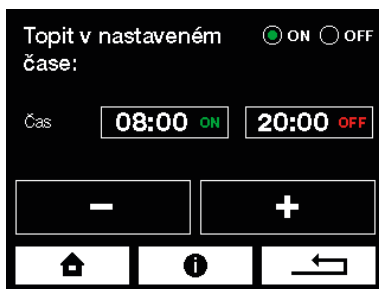 Topit v nastaveném ON OFF
čase:
Čas 08:00 ON 20:00 OFF
− +